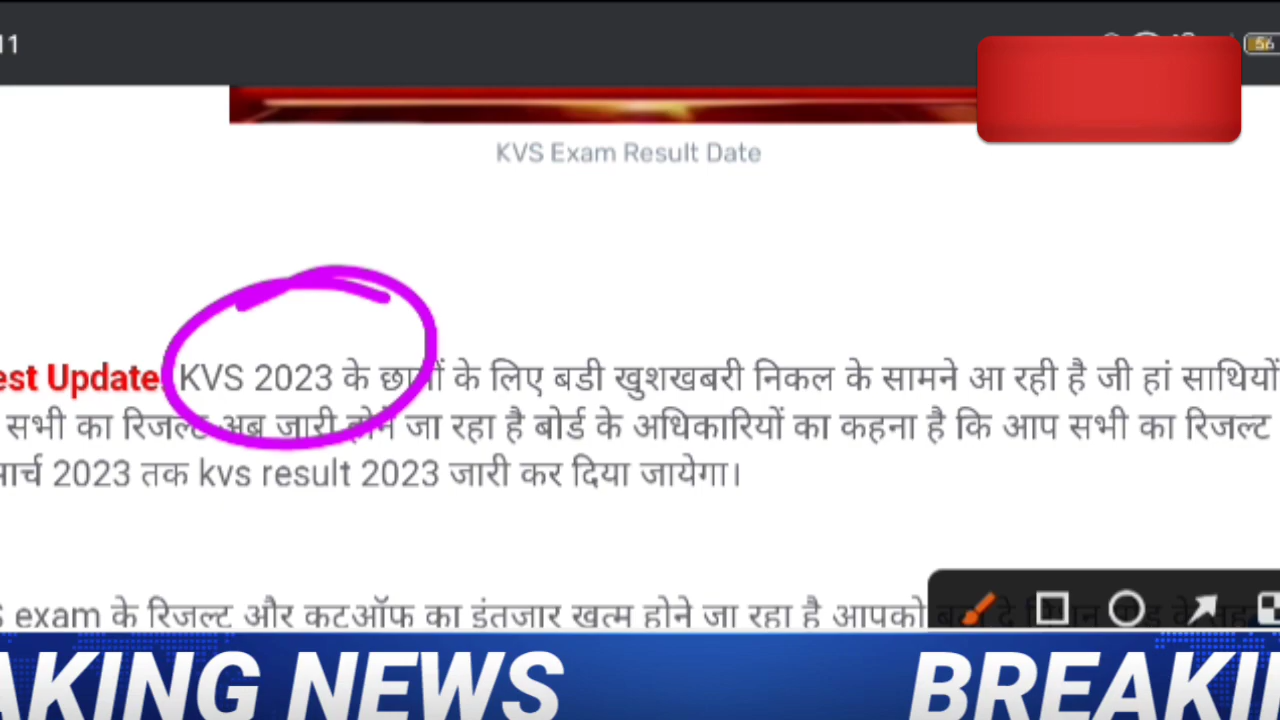 11
56
KVS Exam Result Date
est Update: KVS 2023 के छात्रों के लिए बडी खुशखबरी निकल के सामने आ रही है जी हां साथियों
सभी का रिजल्ट अब जारी होने जा रहा है बोर्ड के अधिकारियों का कहना है कि आप सभी का रिजल्ट
मार्च 2023 तक kvs result 2023 जारी कर दिया जायेगा।
S exam के रिजल्ट और कटऑफ का इंतजार खत्म होने जा रहा है आपको
AKING NEWS BREAKI